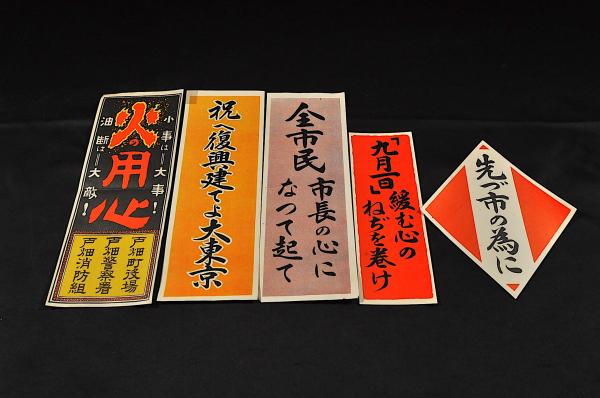 小事は=大事!
火の用心
油断は=大敵!
戸畑町役場
戸畑警察署
戸畑消防組
祝へ復興建てよ大東京
全市民
市長の心に
なつて起て
「九月一日」
緩む心の
ねぢを巻け
先づ市の為に